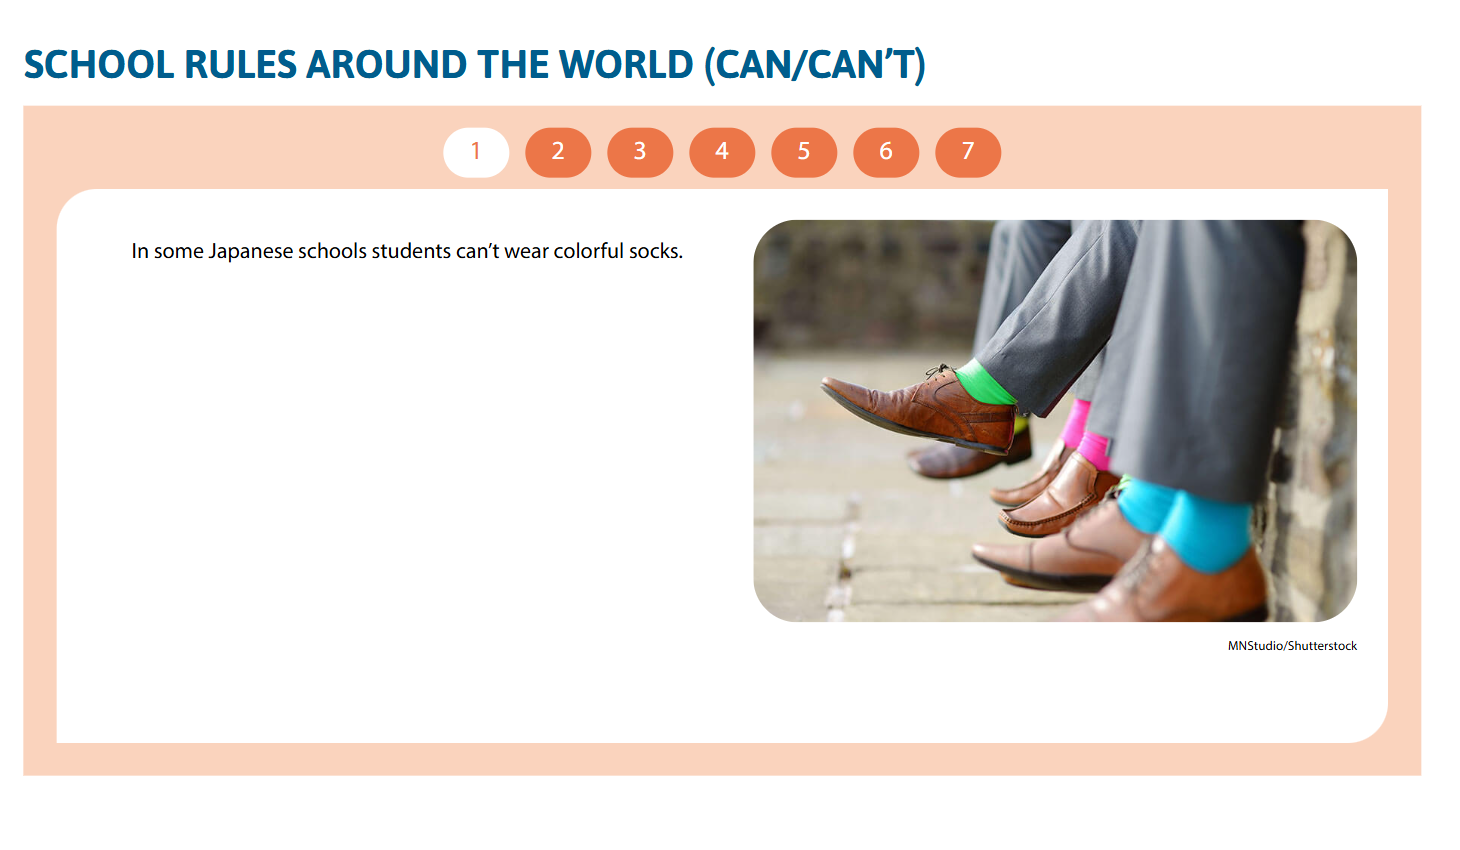 SCHOOL RULES AROUND THE WORLD (CAN/CAN’T)
1 2 3 4 5 6 7
In some Japanese schools students can’t wear colorful socks.
MNStudio/Shutterstock